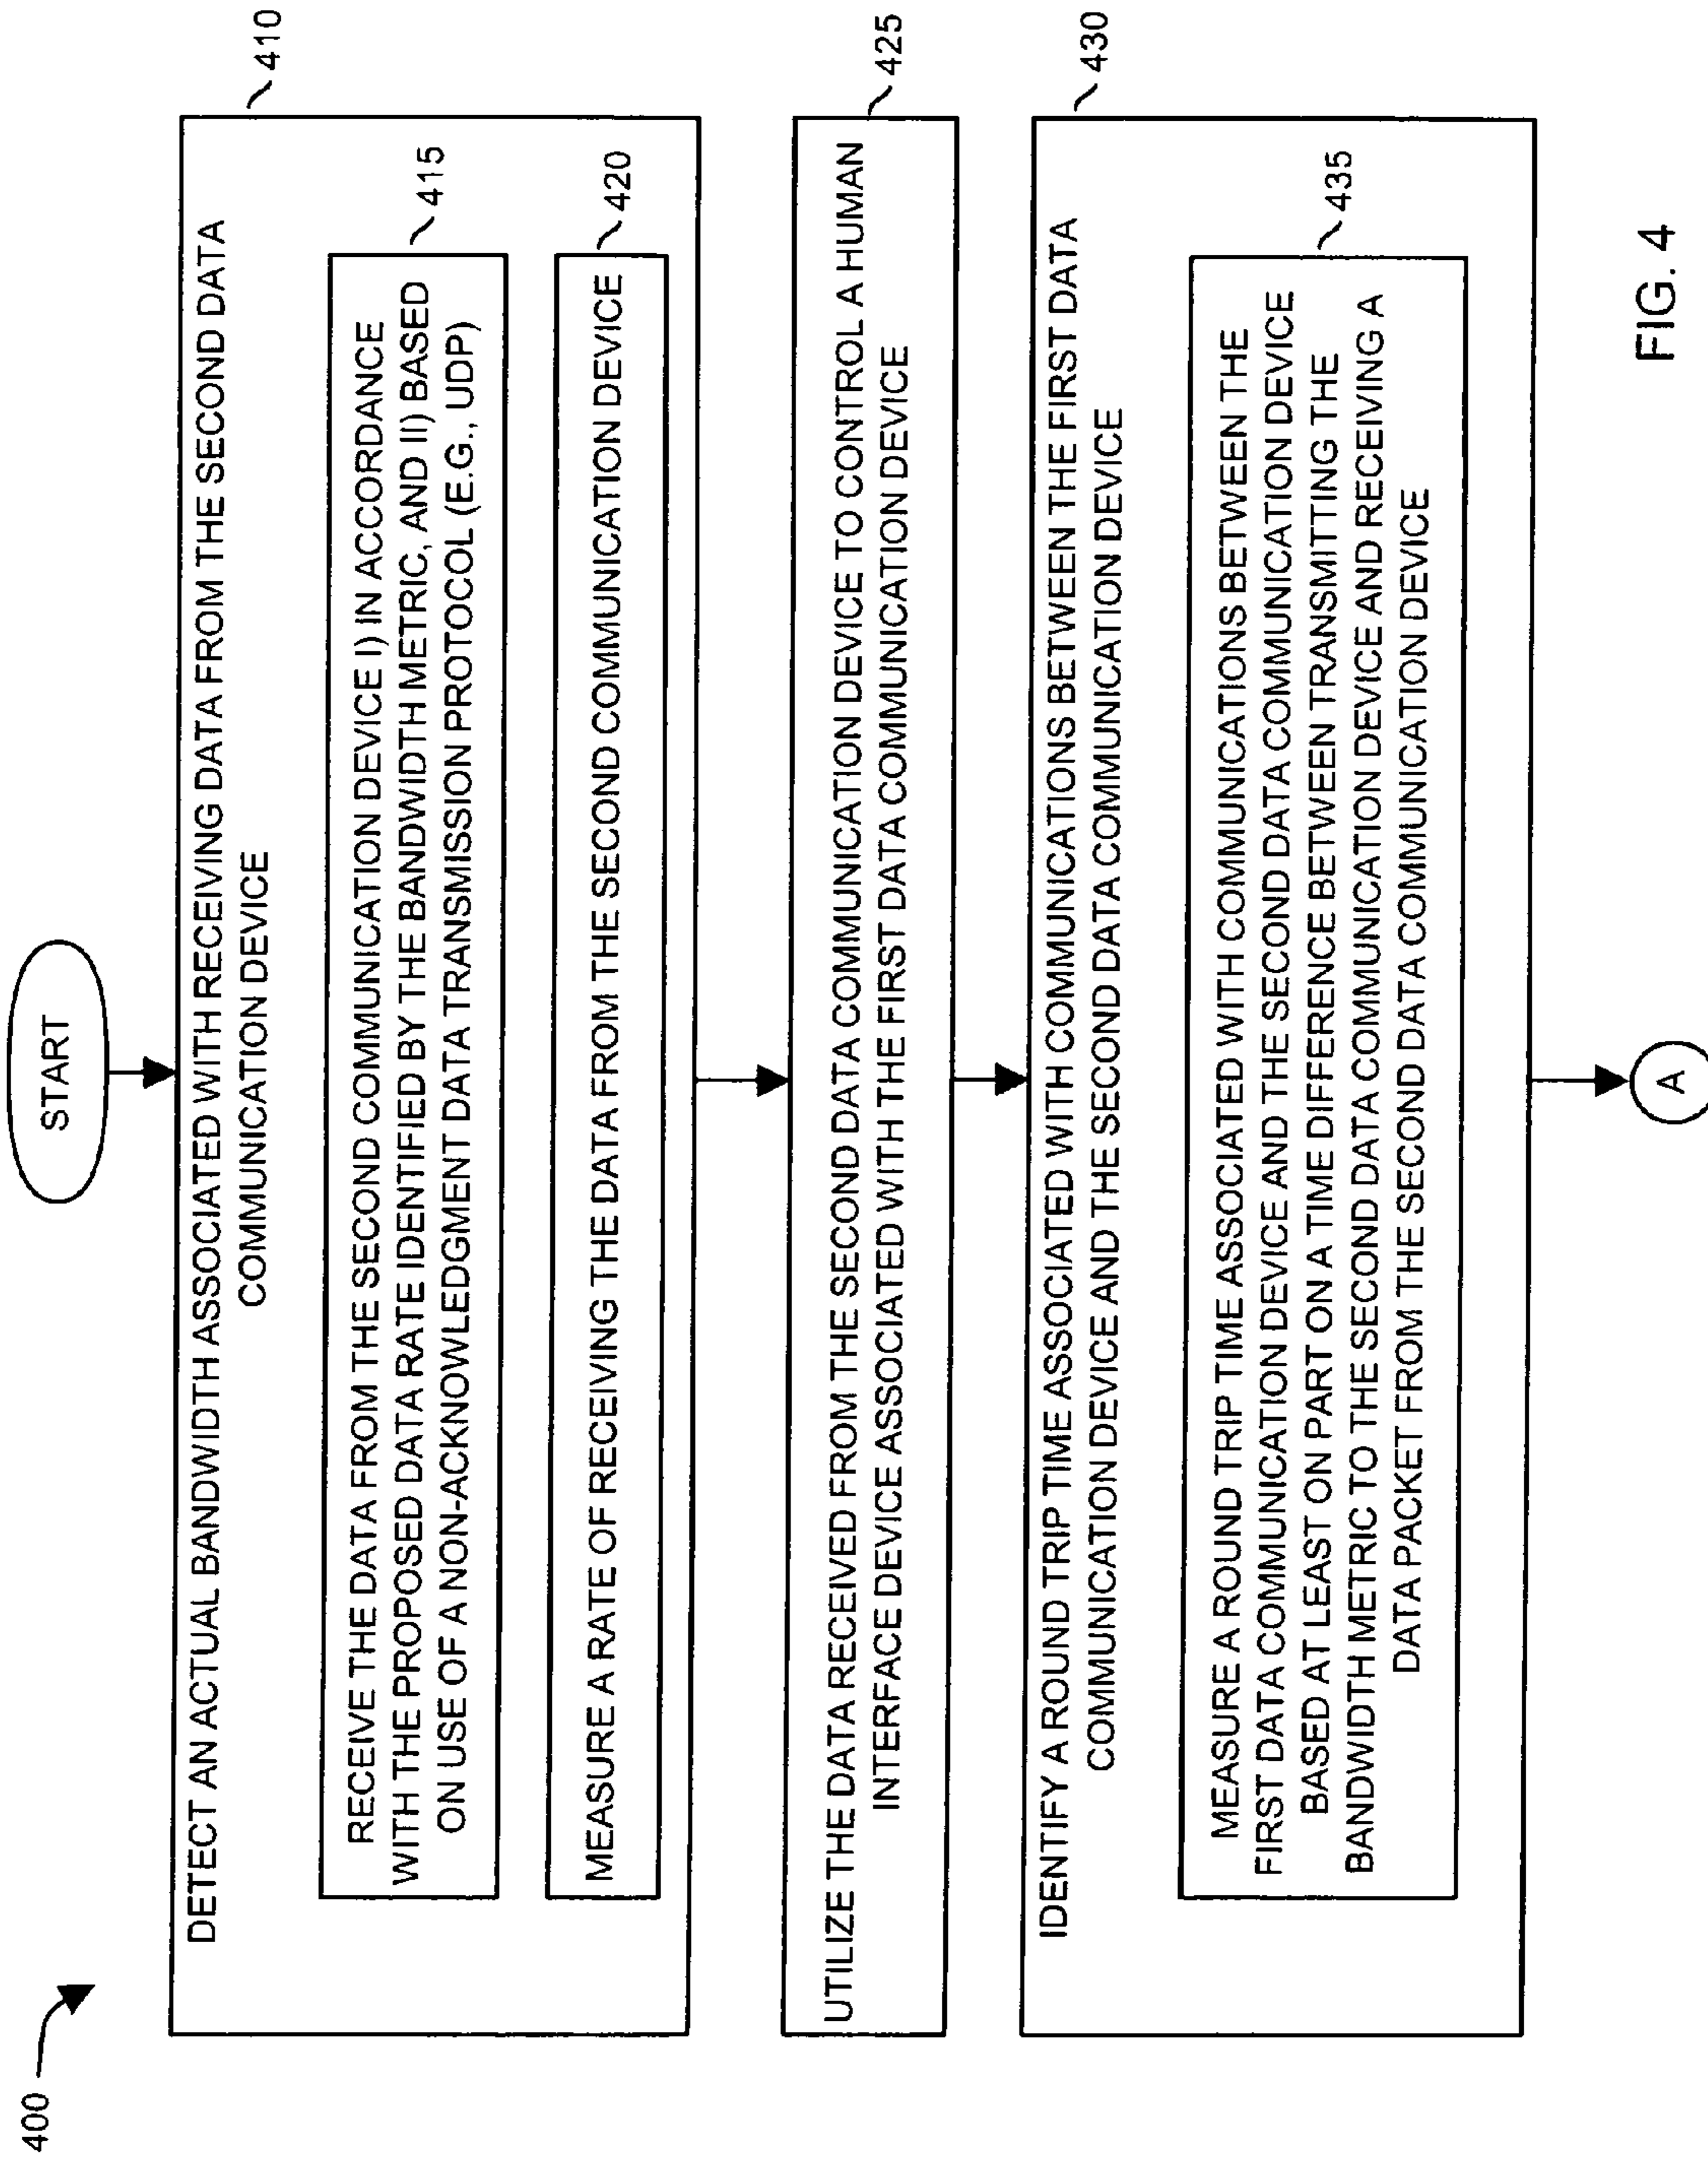 400
START
410
DETECT AN ACTUAL BANDWIDTH ASSOCIATED WITH RECEIVING DATA FROM THE SECOND DATA
COMMUNICATION DEVICE
415
RECEIVE THE DATA FROM THE SECOND COMMUNICATION DEVICE I) IN ACCORDANCE
WITH THE PROPOSED DATA RATE IDENTIFIED BY THE BANDWIDTH METRIC, AND II) BASED
ON USE OF A NON-ACKNOWLEDGMENT DATA TRANSMISSION PROTOCOL (E.G., UDP)
420
MEASURE A RATE OF RECEIVING THE DATA FROM THE SECOND COMMUNICATION DEVICE
425
UTILIZE THE DATA RECEIVED FROM THE SECOND DATA COMMUNICATION DEVICE TO CONTROL A HUMAN
INTERFACE DEVICE ASSOCIATED WITH THE FIRST DATA COMMUNICATION DEVICE
430
IDENTIFY A ROUND TRIP TIME ASSOCIATED WITH COMMUNICATIONS BETWEEN THE FIRST DATA
COMMUNICATION DEVICE AND THE SECOND DATA COMMUNICATION DEVICE
435
MEASURE A ROUND TRIP TIME ASSOCIATED WITH COMMUNICATIONS BETWEEN THE
FIRST DATA COMMUNICATION DEVICE AND THE SECOND DATA COMMUNICATION DEVICE
BASED AT LEAST ON PART ON A TIME DIFFERENCE BETWEEN TRANSMITTING THE
BANDWIDTH METRIC TO THE SECOND DATA COMMUNICATION DEVICE AND RECEIVING A
DATA PACKET FROM THE SECOND DATA COMMUNICATION DEVICE
A
FIG. 4